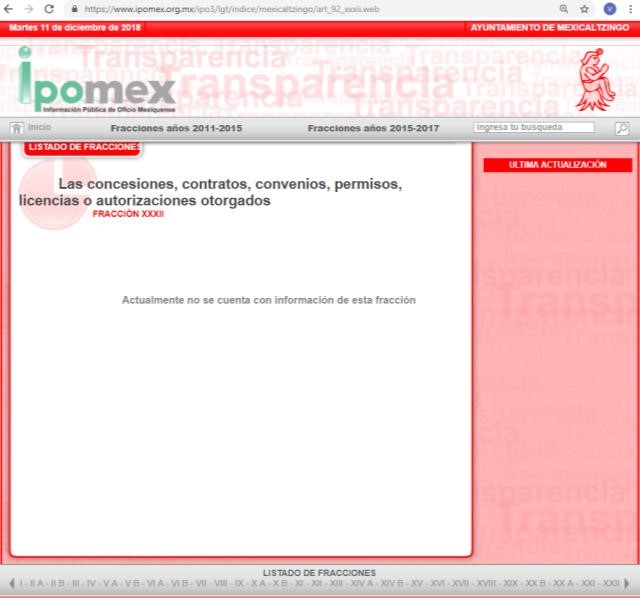 https://www.ipomex.org.mx/ipo3/lgt/indice/mexicaltzingo/art_92_xxxii.web
V
Martes 11 de diciembre de 2018
AYUNTAMIENTO DE MEXICALTZINGO
Transparencia
ipomex
Información Pública de Oficio Mexiquense
Inicio
Fracciones años 2011-2015
Fracciones años 2015-2017
Ingresa tu busqueda
LISTADO DE FRACCIONES
ULTIMA ACTUALIZACIÓN
Las concesiones, contratos, convenios, permisos,
licencias o autorizaciones otorgados
FRACCIÓN XXXII
Actualmente no se cuenta con información de esta fracción
LISTADO DE FRACCIONES
I - II A - II B - III - IV - V A - V B - VI A - VI B - VII - VIII - IX - X A - X B - XI - XII - XIII - XIV A - XIV B - XV - XVI - XVII - XVIII - XIX - XX B - XX A - XXI - XXII